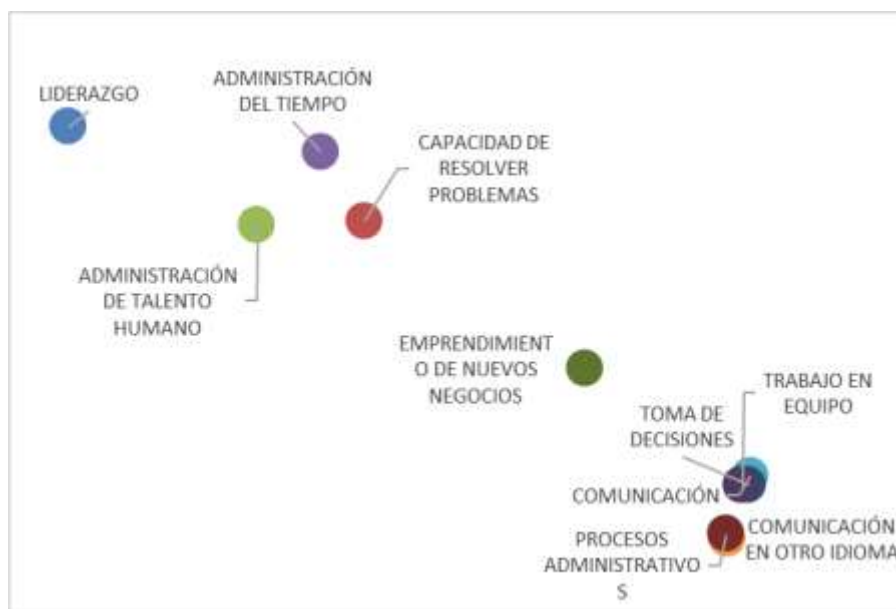 LIDERAZGO
ADMINISTRACIÓN
DEL TIEMPO
CAPACIDAD DE
RESOLVER
PROBLEMAS
ADMINISTRACIÓN
DE TALENTO
HUMANO
EMPRENDIMIENT
O DE NUEVOS
NEGOCIOS
TRABAJO EN
EQUIPO
TOMA DE
DECISIONES
COMUNICACIÓN
COMUNICACIÓN
EN OTRO IDIOMA
PROCESOS
ADMINISTRATIVO
S